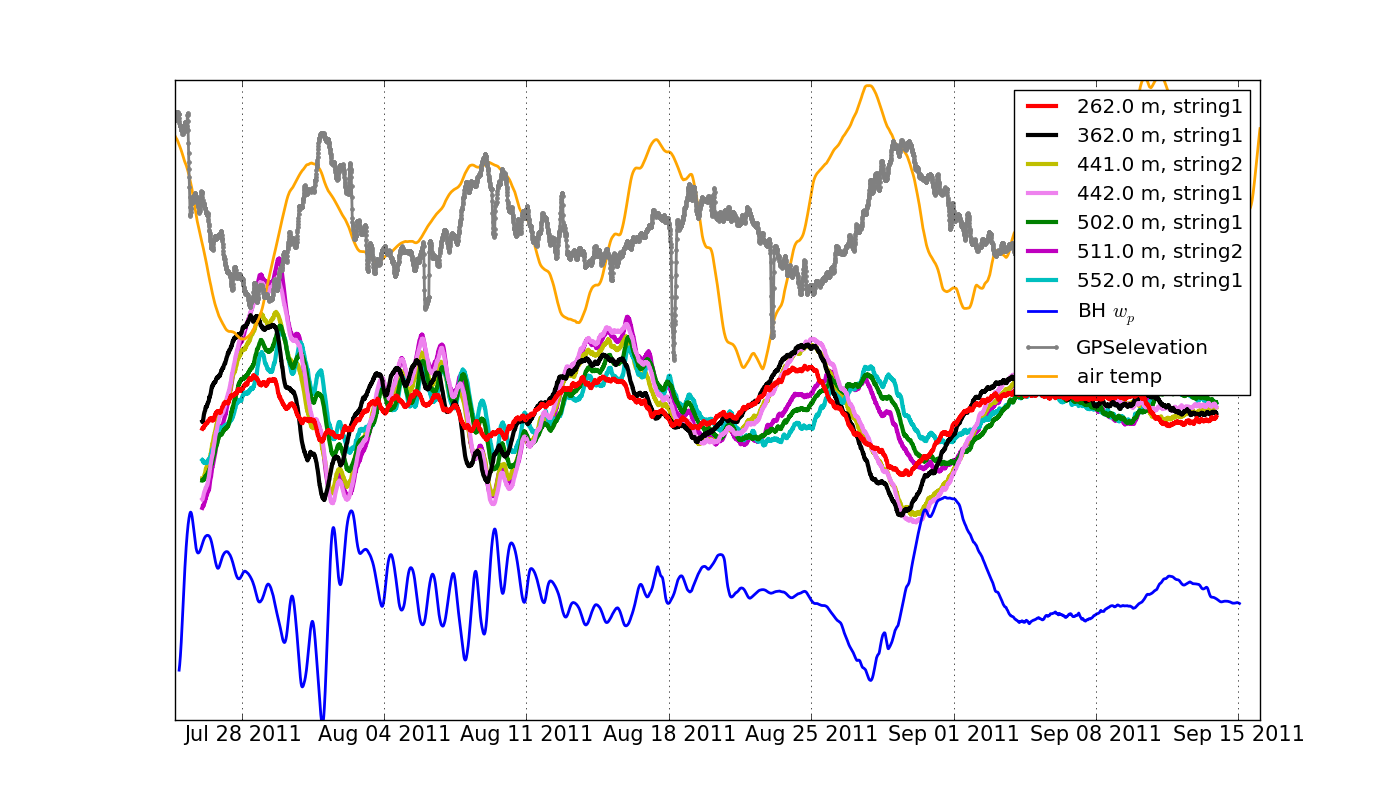 262.0 m, string1
362.0 m, string1
441.0 m, string2
442.0 m, string1
502.0 m, string1
511.0 m, string2
552.0 m, string1
BH w_p
GPSelevation
air temp
Jul 28 2011 Aug 04 2011 Aug 11 2011 Aug 18 2011 Aug 25 2011 Sep 01 2011 Sep 08 2011 Sep 15 2011